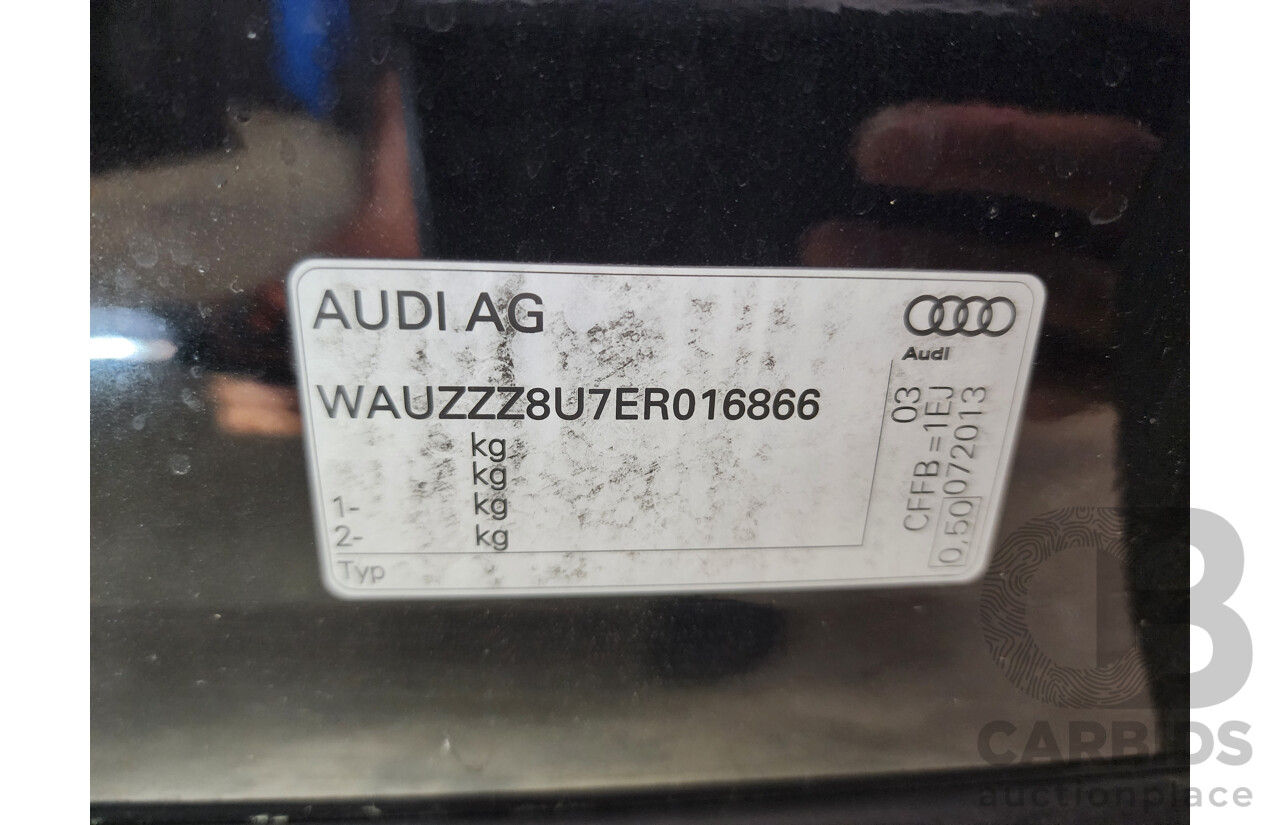 AUDI AG
Audi
WAUZZZ8U7ER016866
kg
kg
1- kg
2- kg
Typ
03
CFFB =1EJ
0,50 072013
CARBIDS
auctionplace